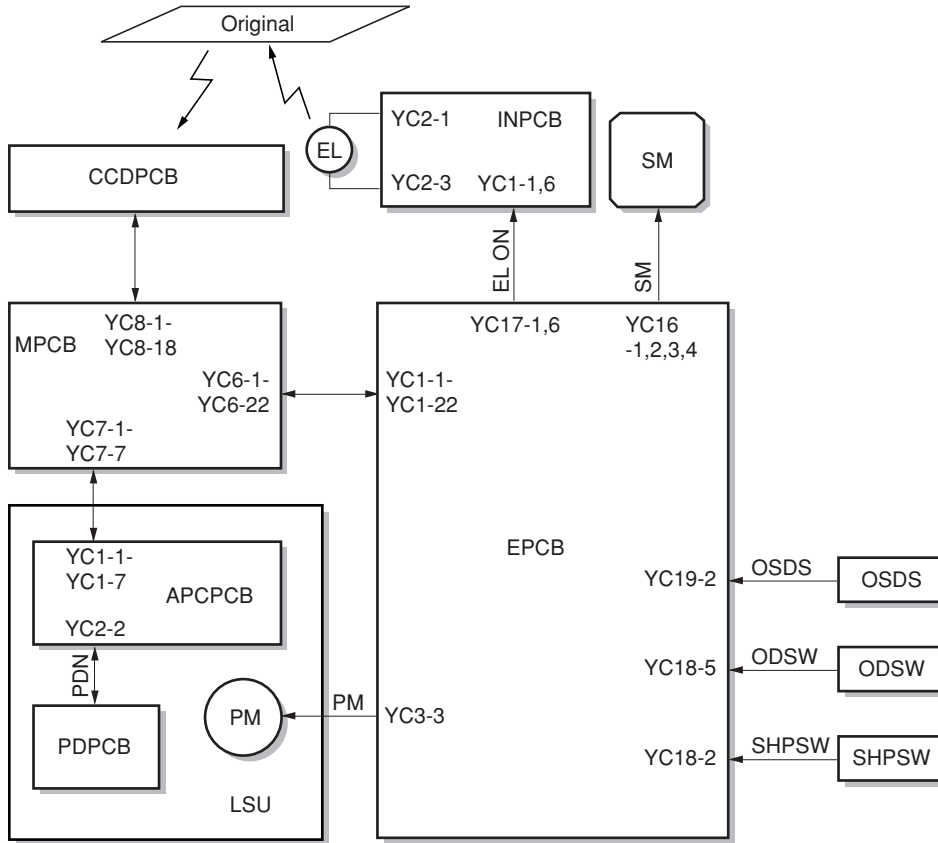 Original
YC2-1
INPCB
EL
SM
CCDPCB
YC2-3
YC1-1,6
EL ON
SM
YC8-1-
YC8-18
MPCB
YC17-1,6
YC16
-1,2,3,4
YC6-1-
YC6-22
YC1-1-
YC1-22
YC7-1-
YC7-7
EPCB
YC1-1-
YC1-7
APCPCB
YC2-2
YC19-2
OSDS
OSDS
PDN
YC18-5
ODSW
ODSW
PM
PM
YC3-3
PDPCB
YC18-2
SHPSW
SHPSW
LSU